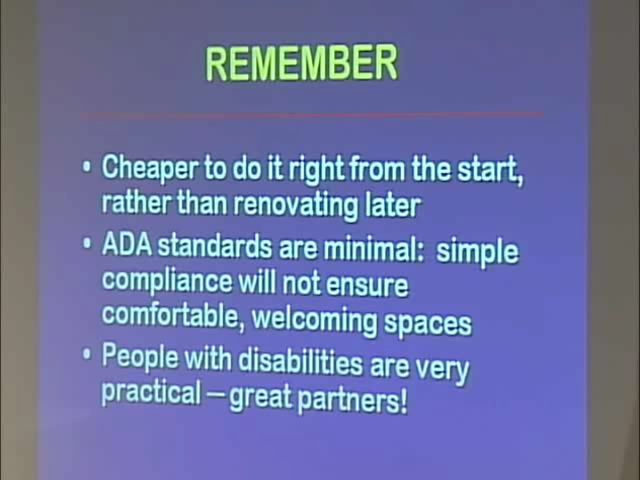 REMEMBER
• Cheaper to do it right from the start,
rather than renovating later
• ADA standards are minimal: simple
compliance will not ensure
comfortable, welcoming spaces
• People with disabilities are very
practical – great partners!